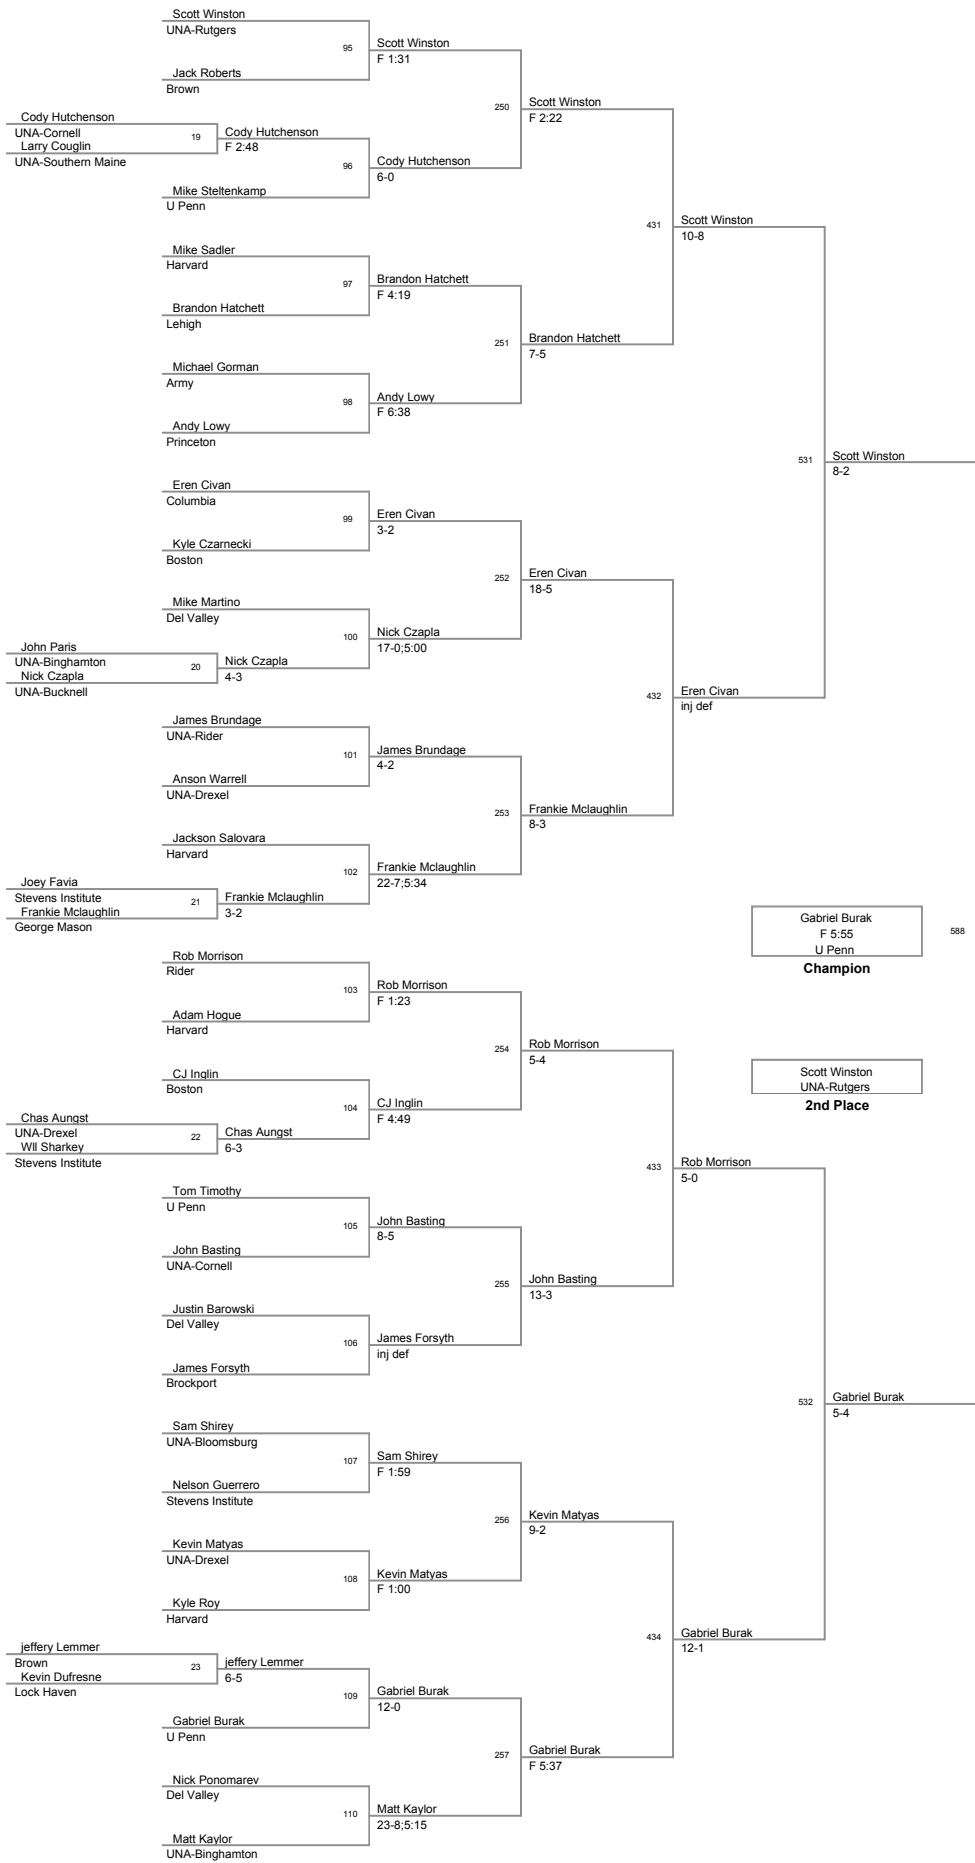 Scott Winston
UNA-Rutgers
95
Scott Winston
F 1:31
Jack Roberts
Brown
250
Scott Winston
F 2:22
Cody Hutchenson
UNA-Cornell
19
Cody Hutchenson
F 2:48
Larry Couglin
UNA-Southern Maine
96
Cody Hutchenson
6-0
Mike Steltenkamp
U Penn
431
Scott Winston
10-8
Mike Sadler
Harvard
97
Brandon Hatchett
F 4:19
Brandon Hatchett
Lehigh
251
Brandon Hatchett
7-5
Michael Gorman
Army
98
Andy Lowy
F 6:38
Andy Lowy
Princeton
531
Scott Winston
8-2
Eren Civan
Columbia
99
Eren Civan
3-2
Kyle Czarnecki
Boston
252
Eren Civan
18-5
Mike Martino
Del Valley
100
Nick Czapla
17-0;5:00
John Paris
UNA-Binghamton
20
Nick Czapla
4-3
Nick Czapla
UNA-Bucknell
432
Eren Civan
inj def
James Brundage
UNA-Rider
101
James Brundage
4-2
Anson Warrell
UNA-Drexel
253
Frankie Mclaughlin
8-3
Jackson Salovara
Harvard
102
Frankie Mclaughlin
22-7;5:34
Joey Favia
Stevens Institute
21
Frankie Mclaughlin
3-2
Frankie Mclaughlin
George Mason
Gabriel Burak
F 5:55
U Penn
588
Champion
Rob Morrison
Rider
103
Rob Morrison
F 1:23
Adam Hogue
Harvard
254
Rob Morrison
5-4
CJ Inglin
Boston
104
CJ Inglin
F 4:49
Scott Winston
UNA-Rutgers
2nd Place
Chas Aungst
UNA-Drexel
22
Chas Aungst
6-3
WIl Sharkey
Stevens Institute
433
Rob Morrison
5-0
Tom Timothy
U Penn
105
John Basting
8-5
John Basting
UNA-Cornell
255
John Basting
13-3
Justin Barowski
Del Valley
106
James Forsyth
inj def
James Forsyth
Brockport
532
Gabriel Burak
5-4
Sam Shirey
UNA-Bloomsburg
107
Sam Shirey
F 1:59
Nelson Guerrero
Stevens Institute
256
Kevin Matyas
9-2
Kevin Matyas
UNA-Drexel
108
Kevin Matyas
F 1:00
Kyle Roy
Harvard
434
Gabriel Burak
12-1
jeffery Lemmer
Brown
23
jeffery Lemmer
6-5
Kevin Dufresne
Lock Haven
109
Gabriel Burak
12-0
Gabriel Burak
U Penn
257
Gabriel Burak
F 5:37
Nick Ponomarev
Del Valley
110
Matt Kaylor
23-8;5:15
Matt Kaylor
UNA-Binghamton